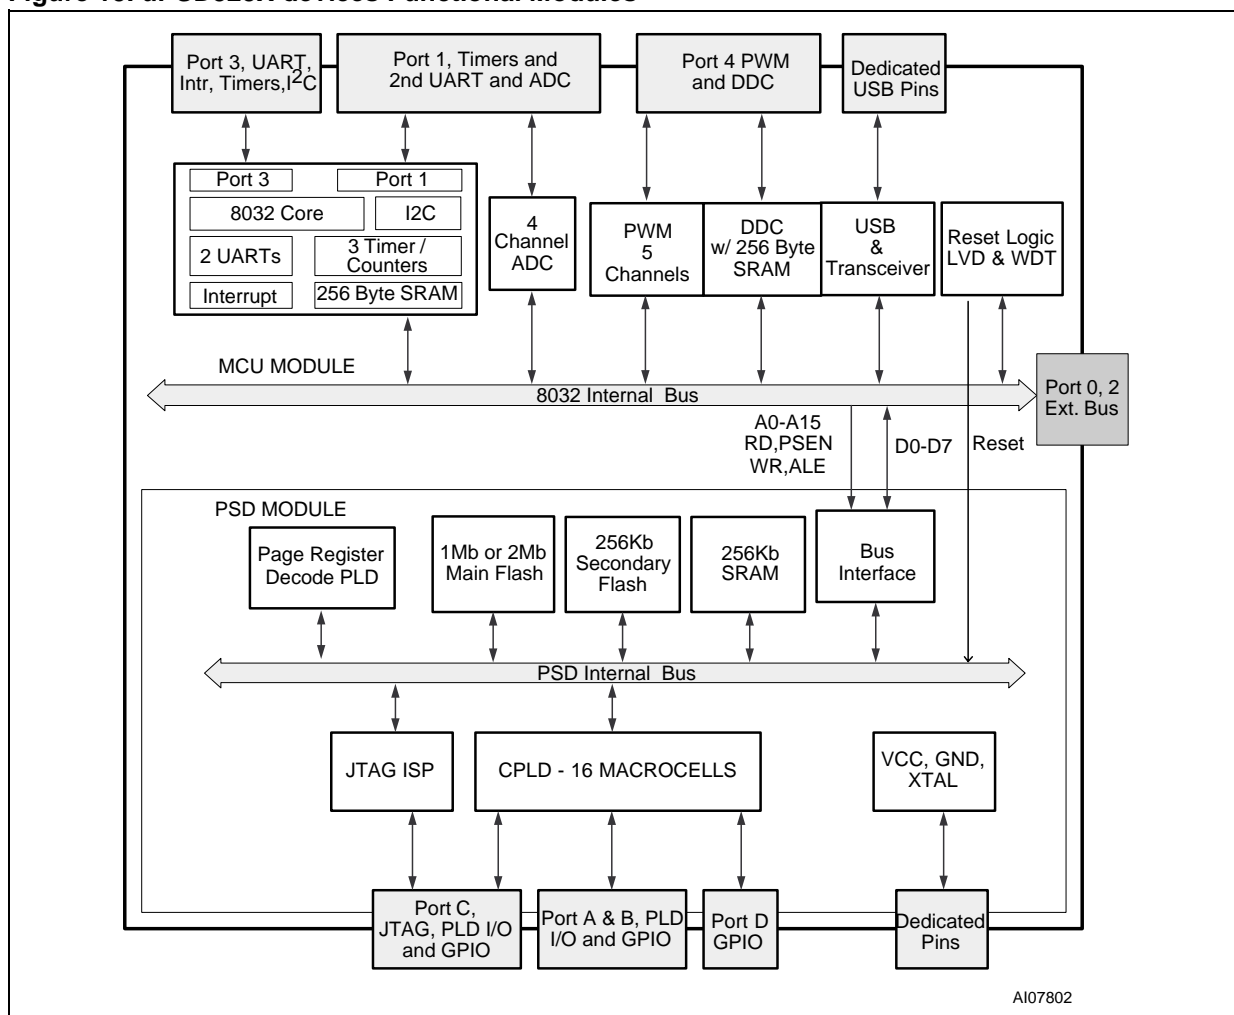 Port 3, UART,
Intr, Timers,I2C
Port 1, Timers and
2nd UART and ADC
Port 4 PWM
and DDC
Dedicated
USB Pins
Port 3
Port 1
8032 Core
I2C
2 UARTs
3 Timer /
Counters
Interrupt
256 Byte SRAM
4
Channel
ADC
PWM
5
Channels
DDC
w/ 256 Byte
SRAM
USB
&
Transceiver
Reset Logic
LVD & WDT
MCU MODULE
8032 Internal Bus
Port 0, 2
Ext. Bus
A0-A15
RD,PSEN
WR,ALE
D0-D7
Reset
PSD MODULE
Page Register
Decode PLD
1Mb or 2Mb
Main Flash
256Kb
Secondary
Flash
256Kb
SRAM
Bus
Interface
PSD Internal Bus
JTAG ISP
CPLD - 16 MACROCELLS
VCC, GND,
XTAL
Port C,
JTAG, PLD I/O
and GPIO
Port A & B, PLD
I/O and GPIO
Port D
GPIO
Dedicated
Pins
AI07802